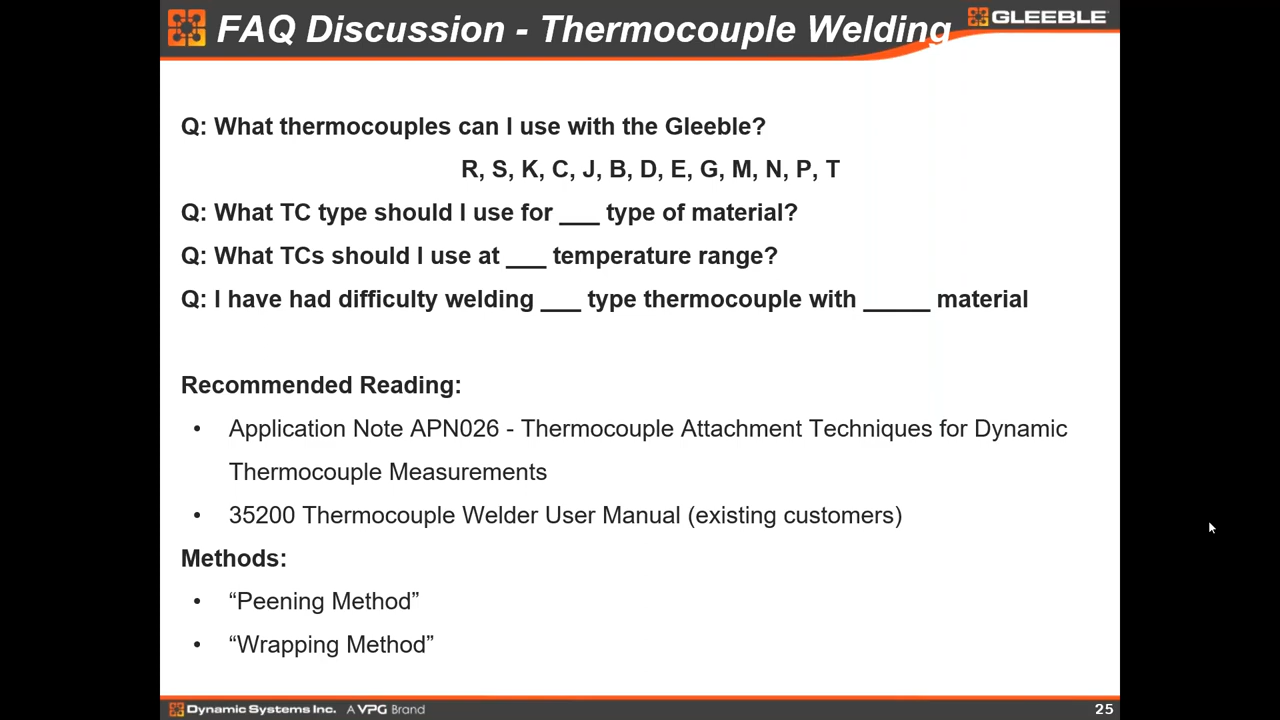 FAQ Discussion - Thermocouple Welding
GLEEBLE
Q: What thermocouples can I use with the Gleeble?
R, S, K, C, J, B, D, E, G, M, N, P, T
Q: What TC type should I use for ___ type of material?
Q: What TCs should I use at ___ temperature range?
Q: I have had difficulty welding ___ type thermocouple with _____ material
Recommended Reading:
• Application Note APN026 - Thermocouple Attachment Techniques for Dynamic
Thermocouple Measurements
• 35200 Thermocouple Welder User Manual (existing customers)
Methods:
• “Peening Method”
• “Wrapping Method”
Dynamic Systems Inc. A VPG Brand
25